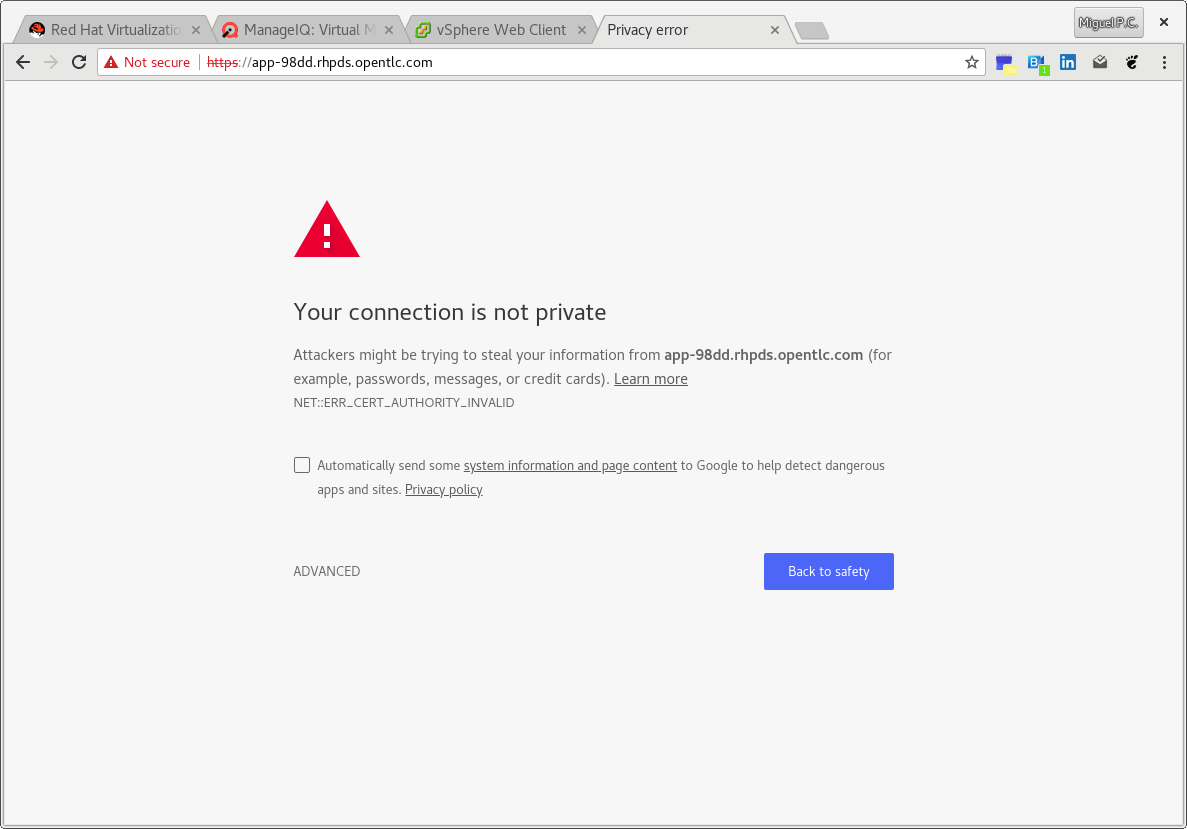 Red Hat Virtualizatio
ManageIQ: Virtual M
vSphere Web Client
Privacy error
Miguel P.C.
Not secure
https://app-98dd.rhpds.opentlc.com
Your connection is not private
Attackers might be trying to steal your information from app-98dd.rhpds.opentlc.com (for
example, passwords, messages, or credit cards). Learn more
NET::ERR_CERT_AUTHORITY_INVALID
Automatically send some system information and page content to Google to help detect dangerous
apps and sites. Privacy policy
ADVANCED
Back to safety